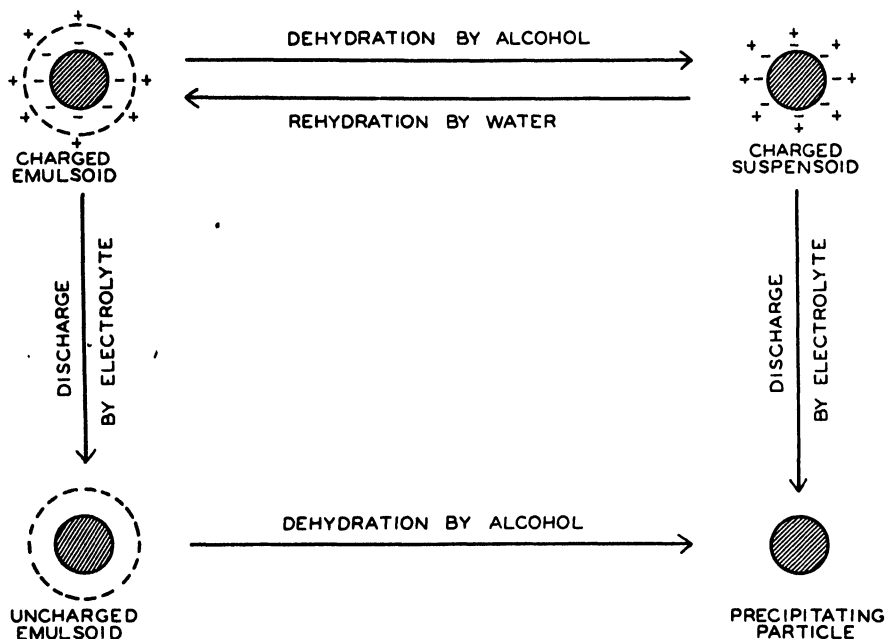 DEHYDRATION BY ALCOHOL
REHYDRATION BY WATER
CHARGED
EMULSOID
CHARGED
SUSPENSOID
DISCHARGE
BY ELECTROLYTE
DISCHARGE
BY ELECTROLYTE
DEHYDRATION BY ALCOHOL
UNCHARGED
EMULSOID
PRECIPITATING
PARTICLE